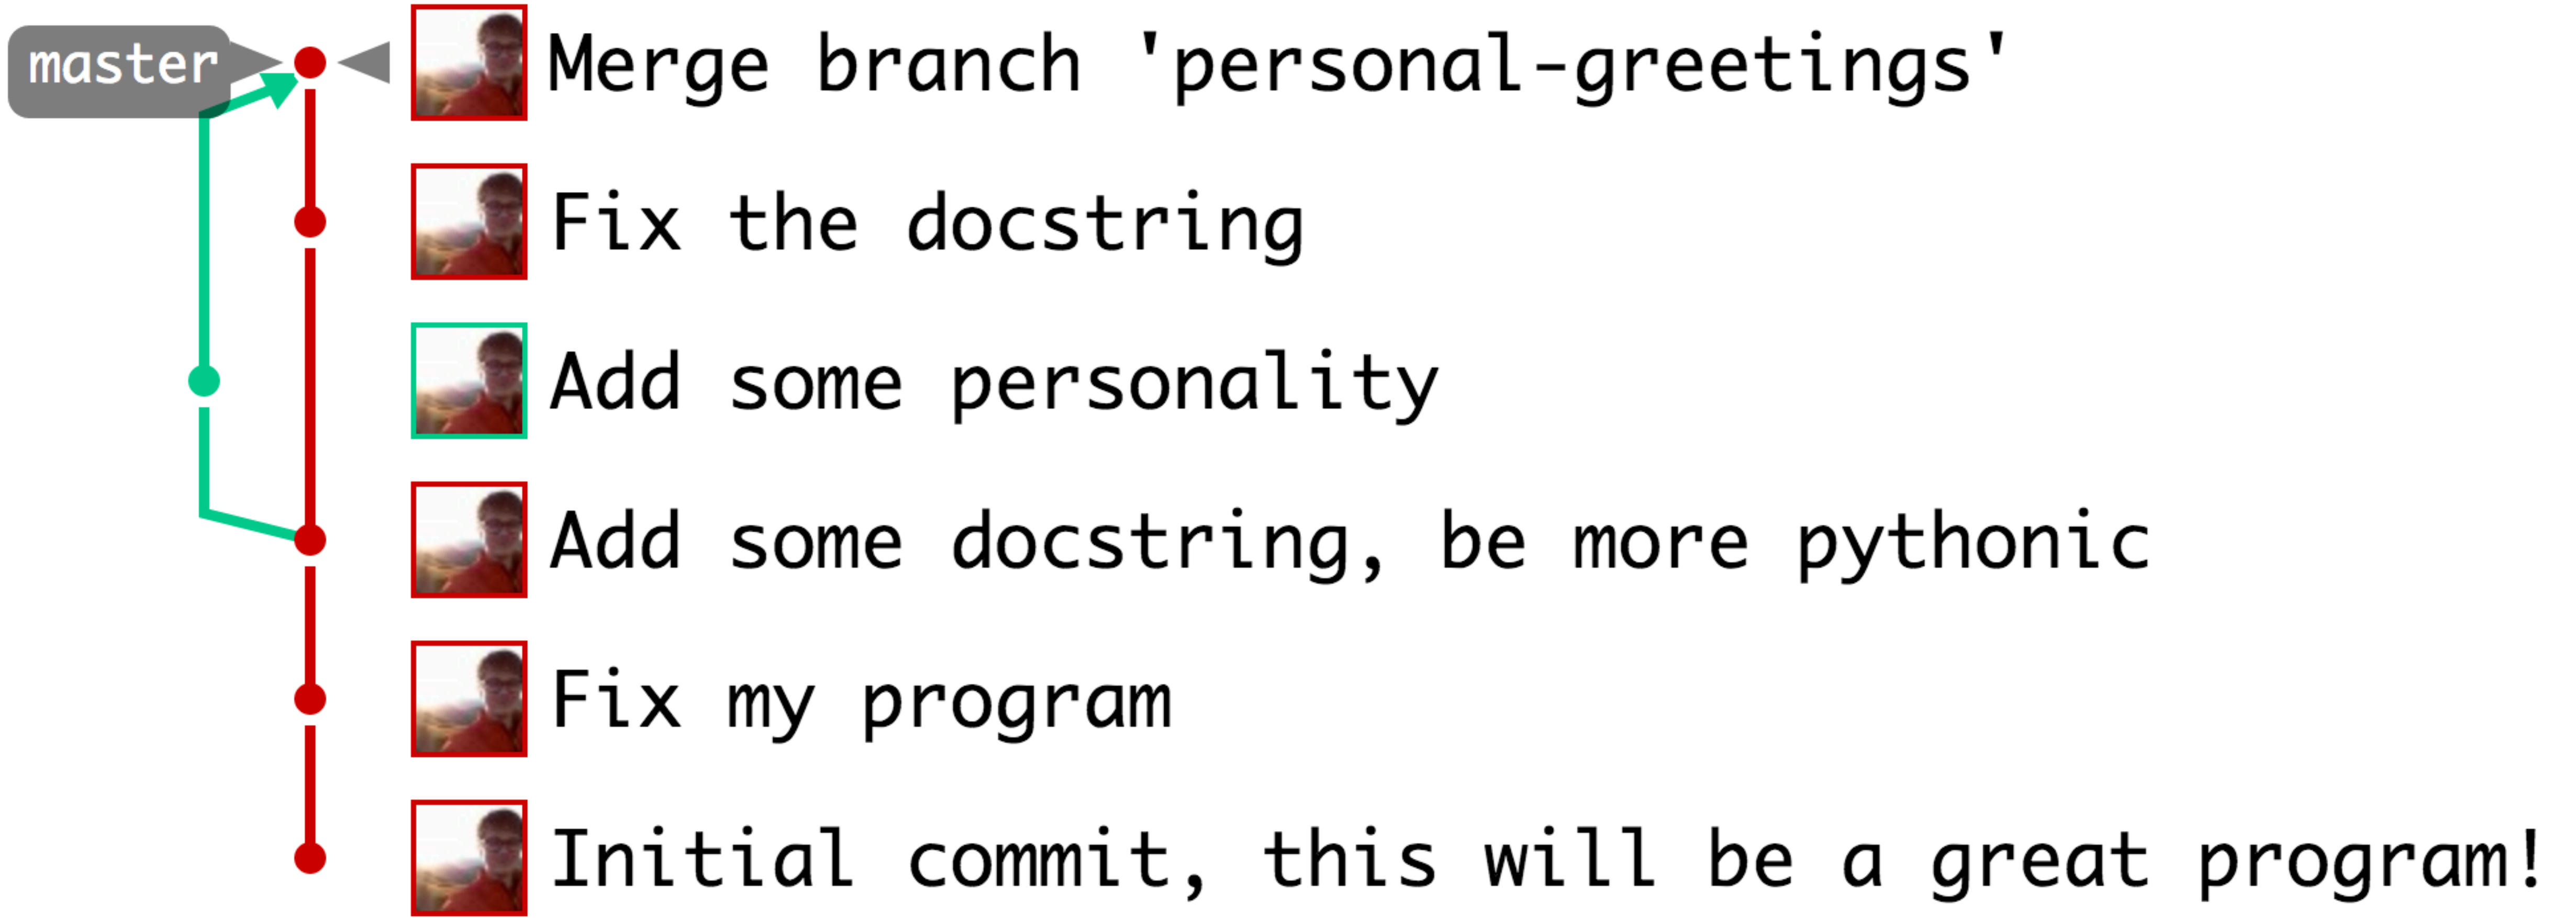 master
Merge branch 'personal-greetings'
Fix the docstring
Add some personality
Add some docstring, be more pythonic
Fix my program
Initial commit, this will be a great program!